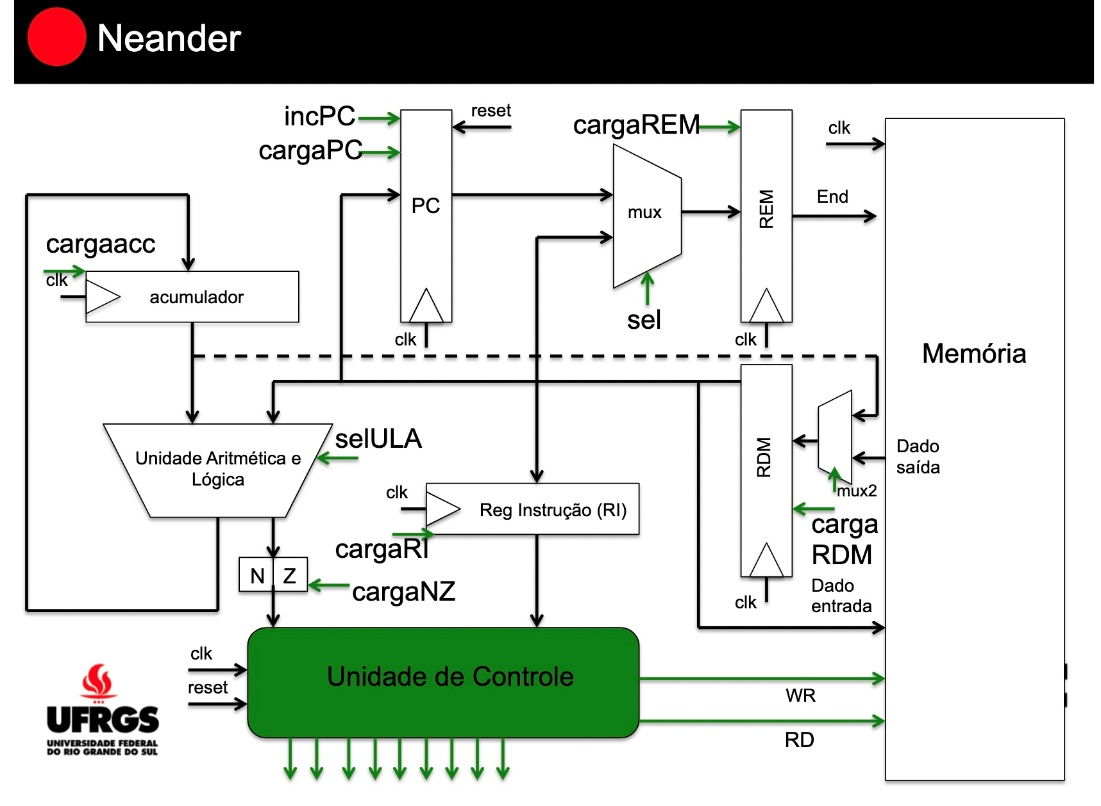 Neander
incPC
reset
cargaREM
cargaPC
clk
PC
mux
REM
End
cargaacc
clk
acumulador
sel
clk
clk
Memória
selULA
Unidade Aritmética e
Lógica
RDM
Dado
saída
mux2
clk
Reg Instrução (RI)
cargaRI
carga
RDM
N Z
cargaNZ
clk
Dado
entrada
clk
reset
Unidade de Controle
WR
RD
UFRGS
UNIVERSIDADE FEDERAL
DO RIO GRANDE DO SUL